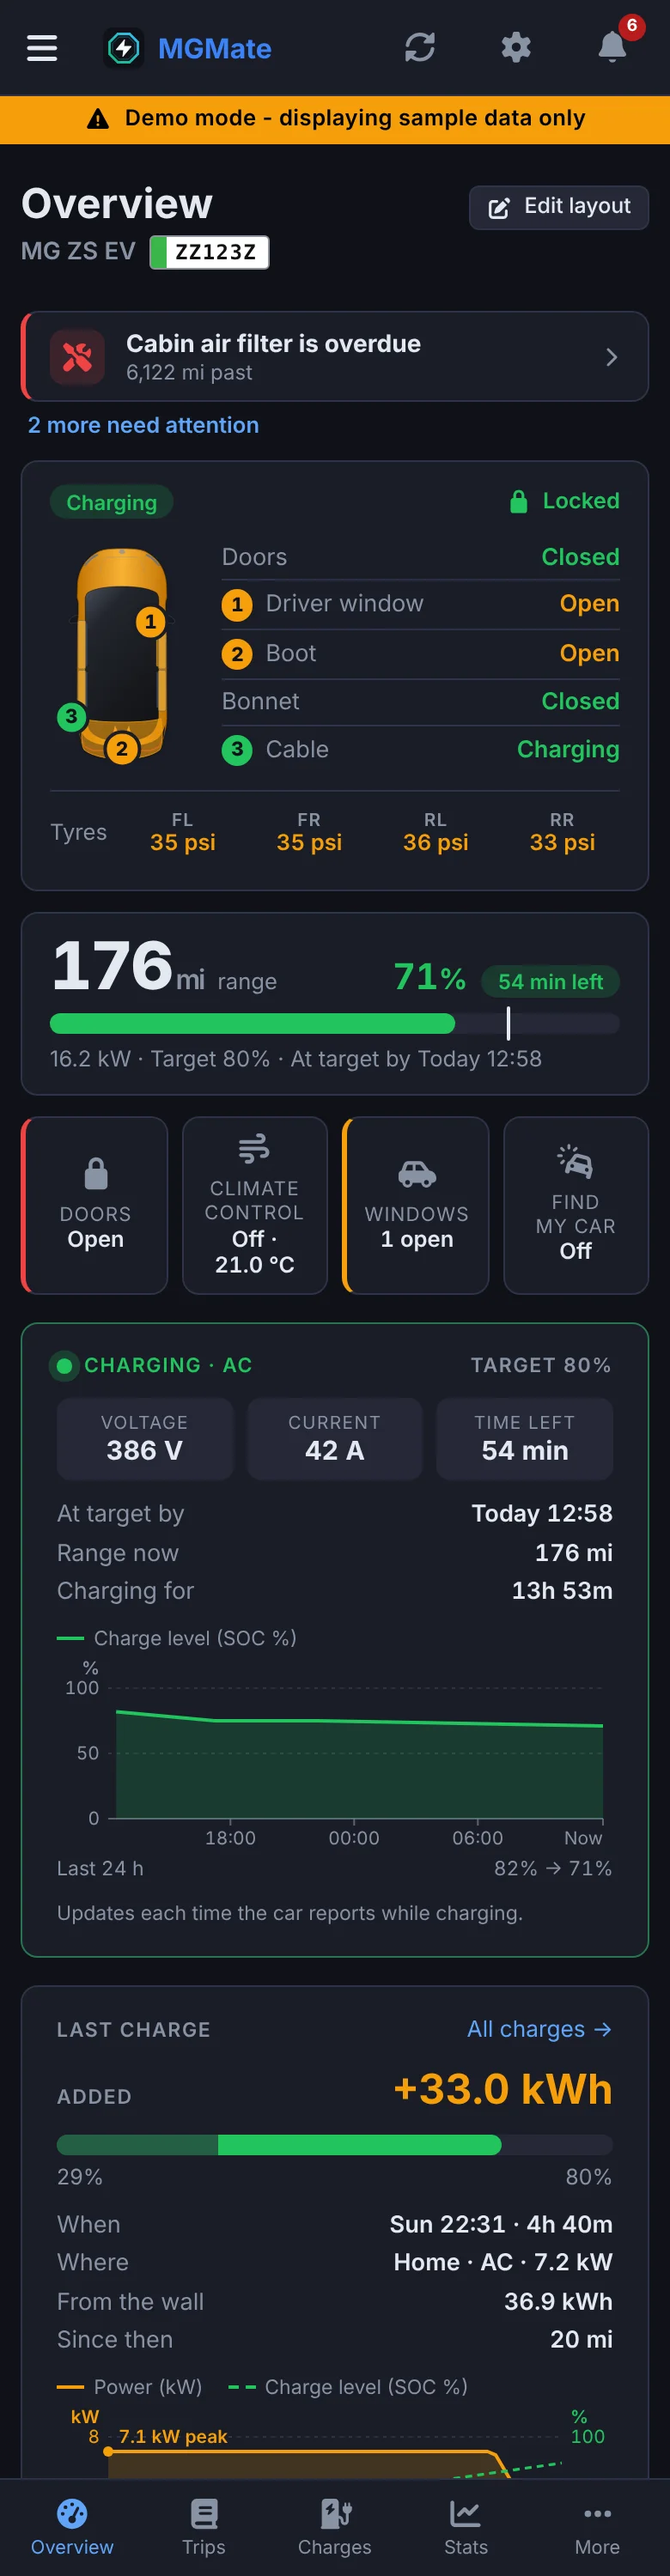 MGMate
6
Demo mode - displaying sample data only
Overview
Edit layout
MG ZS EV ZZ123Z
Cabin air filter is overdue
6,122 mi past
2 more need attention
Charging
Locked
Doors Closed
1 Driver window Open
2 Boot Open
Bonnet Closed
3 Cable Charging
1
3
2
Tyres
FL FR RL RR
35 psi 35 psi 36 psi 33 psi
176 mi range 71% 54 min left
16.2 kW · Target 80% · At target by Today 12:58
DOORS
Open
CLIMATE
CONTROL
Off ·
21.0 °C
WINDOWS
1 open
FIND
MY CAR
Off
CHARGING · AC TARGET 80%
VOLTAGE CURRENT TIME LEFT
386 V 42 A 54 min
At target by Today 12:58
Range now 176 mi
Charging for 13h 53m
Charge level (SOC %)
%
100
50
0
18:00 00:00 06:00 Now
Last 24 h 82% → 71%
Updates each time the car reports while charging.
LAST CHARGE All charges →
ADDED +33.0 kWh
29% 80%
When Sun 22:31 · 4h 40m
Where Home · AC · 7.2 kW
From the wall 36.9 kWh
Since then 20 mi
Power (kW) Charge level (SOC %)
kW %
8 7.1 kW peak 100
Overview Trips Charges Stats More